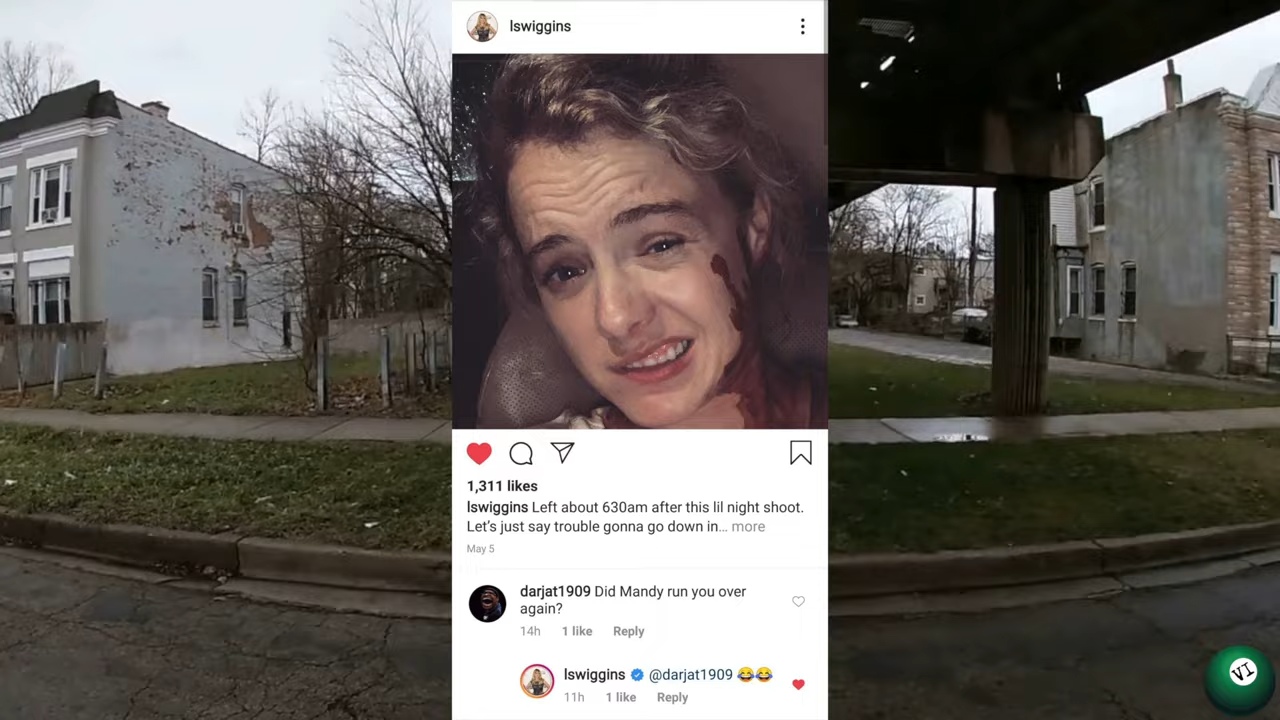 lswiggins
1,311 likes
lswiggins Left about 630am after this lil night shoot.
Let's just say trouble gonna go down in... more
May 5
darjat1909 Did Mandy run you over
again?
14h 1 like Reply
lswiggins @darjat1909 😂😂
11h 1 like Reply
VI